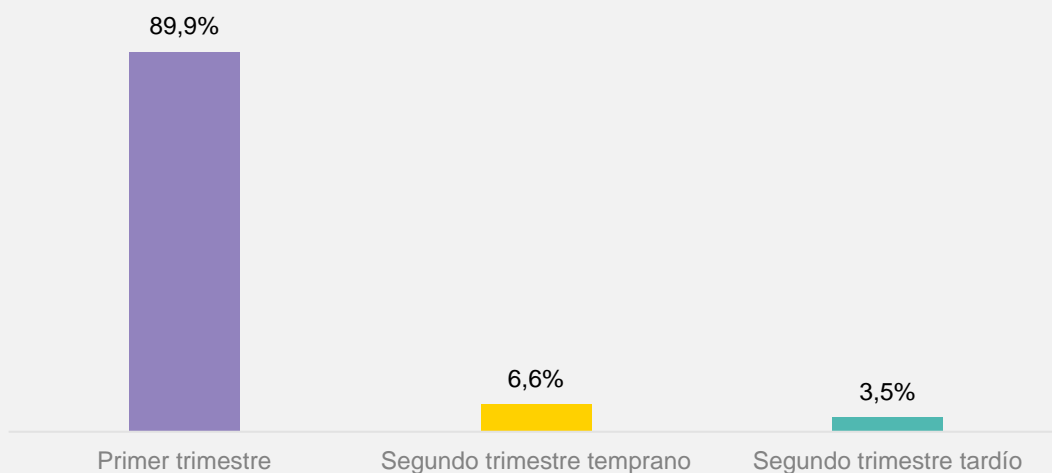 89,9%
6,6%
3,5%
Primer trimestre
Segundo trimestre temprano
Segundo trimestre tardío